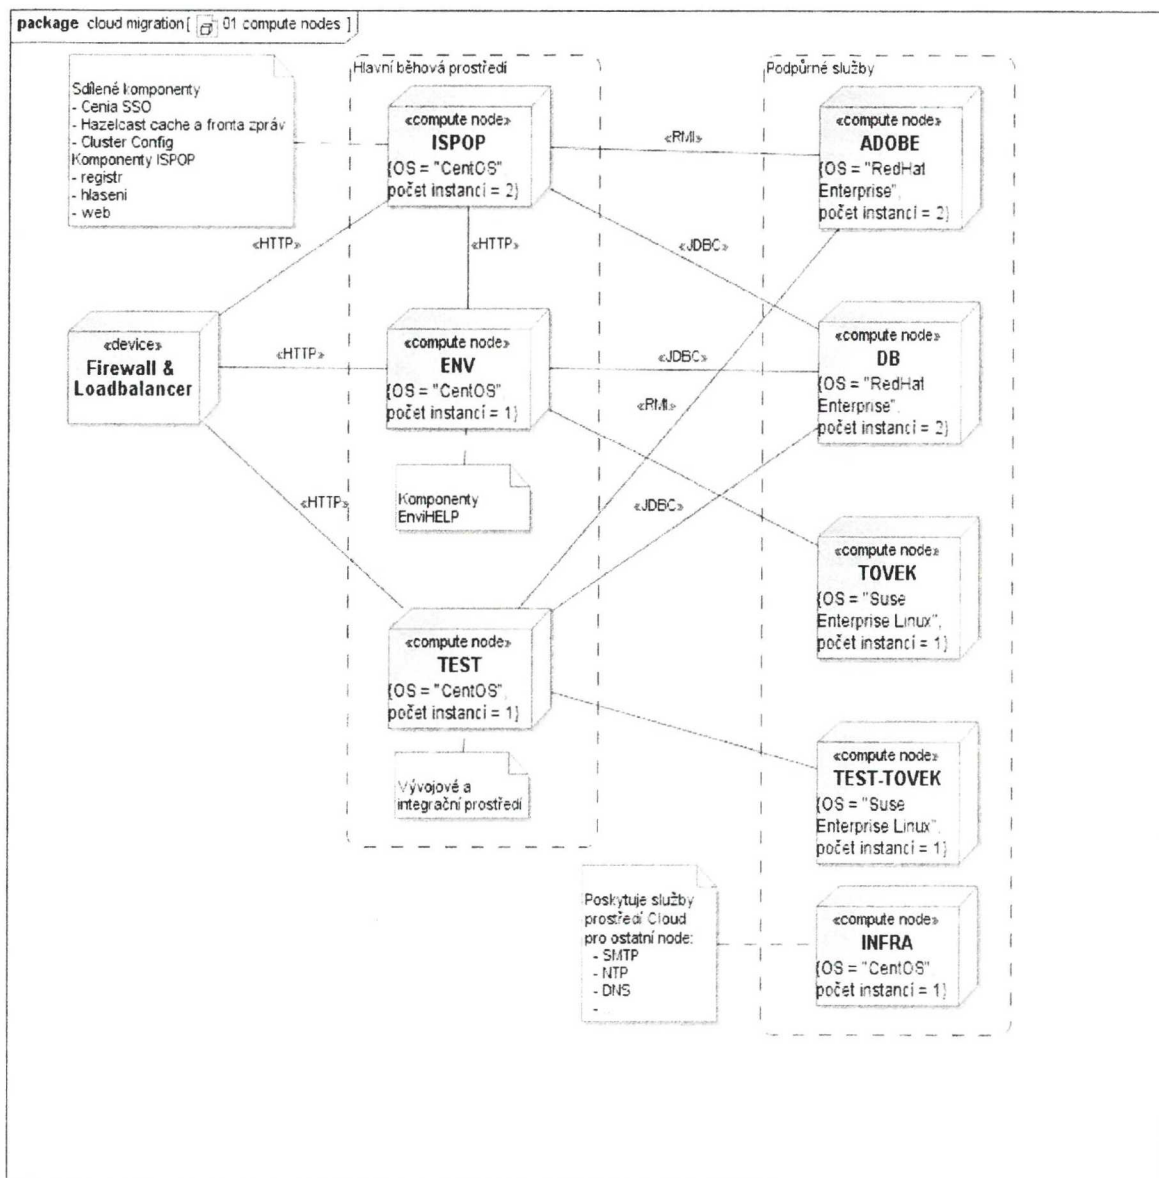 package cloud migration [ 01 compute nodes ]
Sdílené komponenty
- Cenia SSO
- Hazelcast cache a fronta zpráv
- Cluster Config
Komponenty ISPOP
- registr
- hlaseni
- web
Hlavní běhová prostředí
«compute node»
ISPOP
{OS = "CentOS",
počet instancí = 2}
«HTTP»
«HTTP»
«RMI»
«JDBC»
Podpůrné služby
«compute node»
ADOBE
{OS = "RedHat
Enterprise",
počet instancí = 2}
«device»
Firewall &
Loadbalancer
«HTTP»
«compute node»
ENV
{OS = "CentOS",
počet instancí = 1}
«JDBC»
«RMI»
«compute node»
DB
{OS = "RedHat
Enterprise",
počet instancí = 2}
Komponenty
EnviHELP
«HTTP»
«JDBC»
«compute node»
TOVEK
{OS = "Suse
Enterprise Linux",
počet instancí = 1}
«compute node»
TEST
{OS = "CentOS",
počet instancí = 1}
Vývojové a
integrační prostředí
«compute node»
TEST-TOVEK
{OS = "Suse
Enterprise Linux",
počet instancí = 1}
Poskytuje služby
prostředí Cloud
pro ostatní node:
- SMTP
- NTP
- DNS
-
«compute node»
INFRA
{OS = "CentOS",
počet instancí = 1}